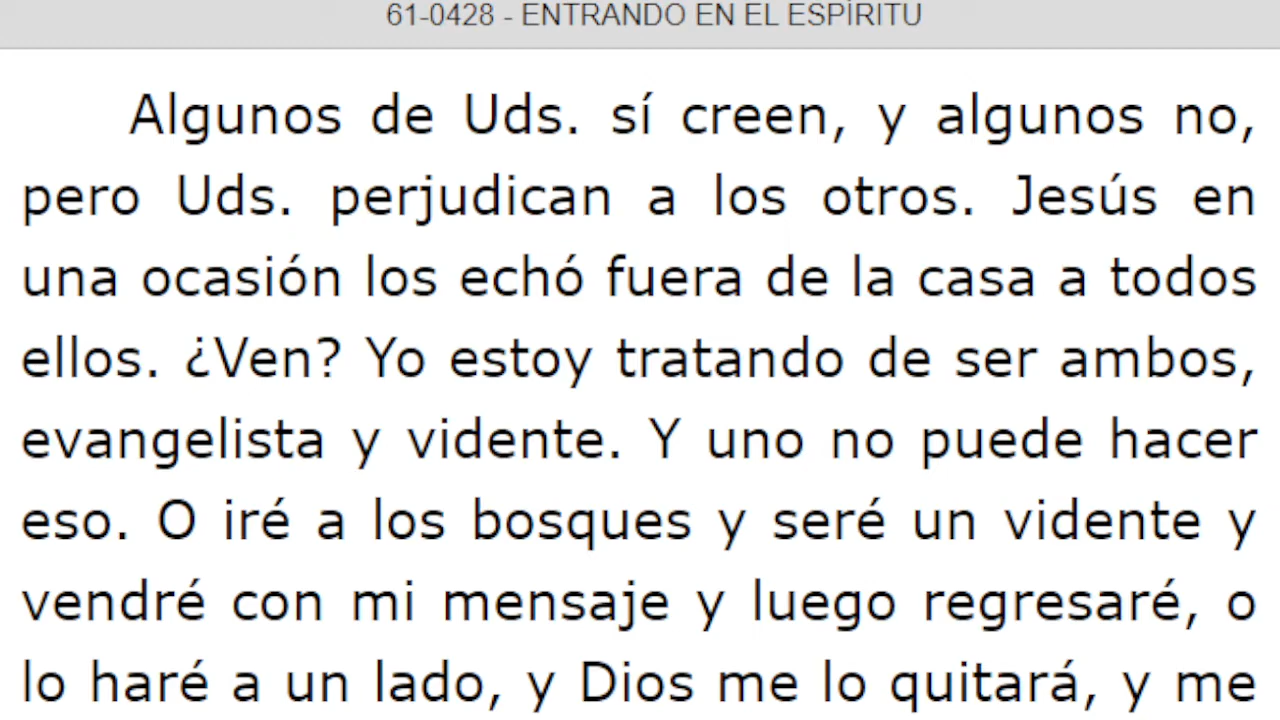 61-0428 - ENTRANDO EN EL ESPÍRITU
Algunos de Uds. sí creen, y algunos no,
pero Uds. perjudican a los otros. Jesús en
una ocasión los echó fuera de la casa a todos
ellos. ¿Ven? Yo estoy tratando de ser ambos,
evangelista y vidente. Y uno no puede hacer
eso. O iré a los bosques y seré un vidente y
vendré con mi mensaje y luego regresaré, o
lo haré a un lado, y Dios me lo quitará, y me